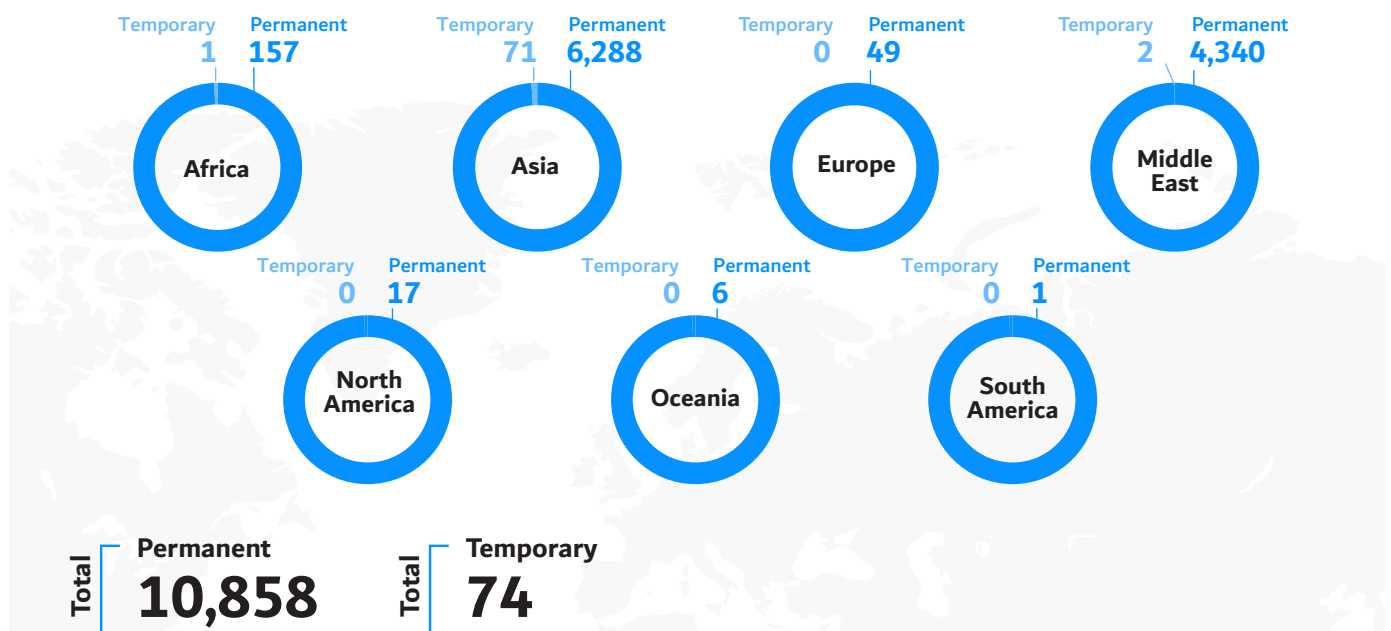 Temporary Permanent
1 157
Africa
Temporary Permanent
71 6,288
Asia
Temporary Permanent
0 49
Europe
Temporary Permanent
2 4,340
Middle
East
Temporary Permanent
0 17
North
America
Temporary Permanent
0 6
Oceania
Temporary Permanent
0 1
South
America
Total
Permanent
10,858
Total
Temporary
74